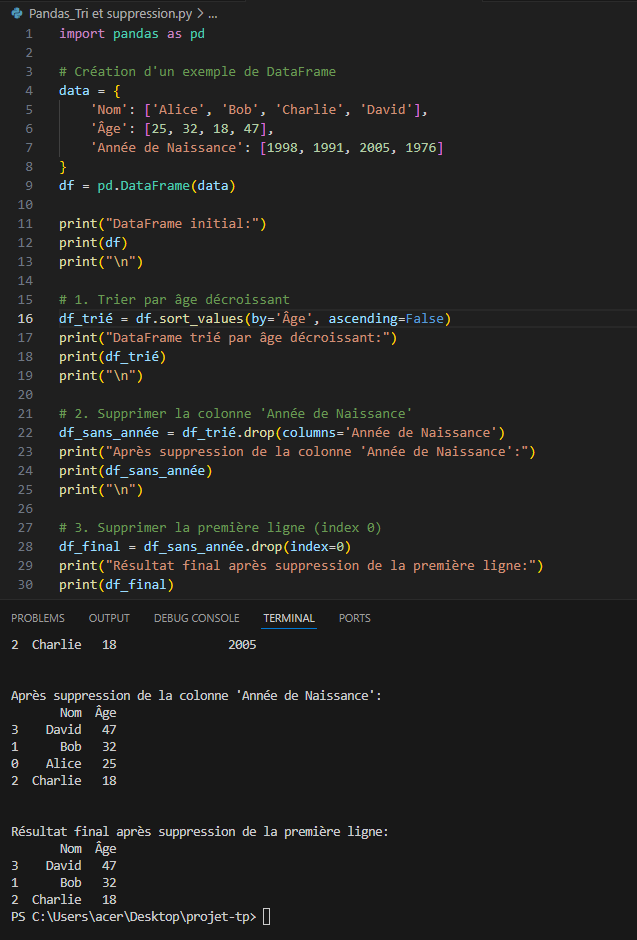 Pandas_Tri et suppression.py > ...
1 import pandas as pd
2
3 # Création d'un exemple de DataFrame
4 data = {
5     'Nom': ['Alice', 'Bob', 'Charlie', 'David'],
6     'Âge': [25, 32, 18, 47],
7     'Année de Naissance': [1998, 1991, 2005, 1976]
8 }
9 df = pd.DataFrame(data)
10
11 print("DataFrame initial:")
12 print(df)
13 print("\n")
14
15 # 1. Trier par âge décroissant
16 df_trié = df.sort_values(by='Âge', ascending=False)
17 print("DataFrame trié par âge décroissant:")
18 print(df_trié)
19 print("\n")
20
21 # 2. Supprimer la colonne 'Année de Naissance'
22 df_sans_année = df_trié.drop(columns='Année de Naissance')
23 print("Après suppression de la colonne 'Année de Naissance':")
24 print(df_sans_année)
25 print("\n")
26
27 # 3. Supprimer la première ligne (index 0)
28 df_final = df_sans_année.drop(index=0)
29 print("Résultat final après suppression de la première ligne:")
30 print(df_final)
PROBLEMS OUTPUT DEBUG CONSOLE TERMINAL PORTS
2  Charlie   18                2005
Après suppression de la colonne 'Année de Naissance':
       Nom  Âge
3    David   47
1      Bob   32
0    Alice   25
2  Charlie   18
Résultat final après suppression de la première ligne:
       Nom  Âge
3    David   47
1      Bob   32
2  Charlie   18
PS C:\Users\acer\Desktop\projet-tp>